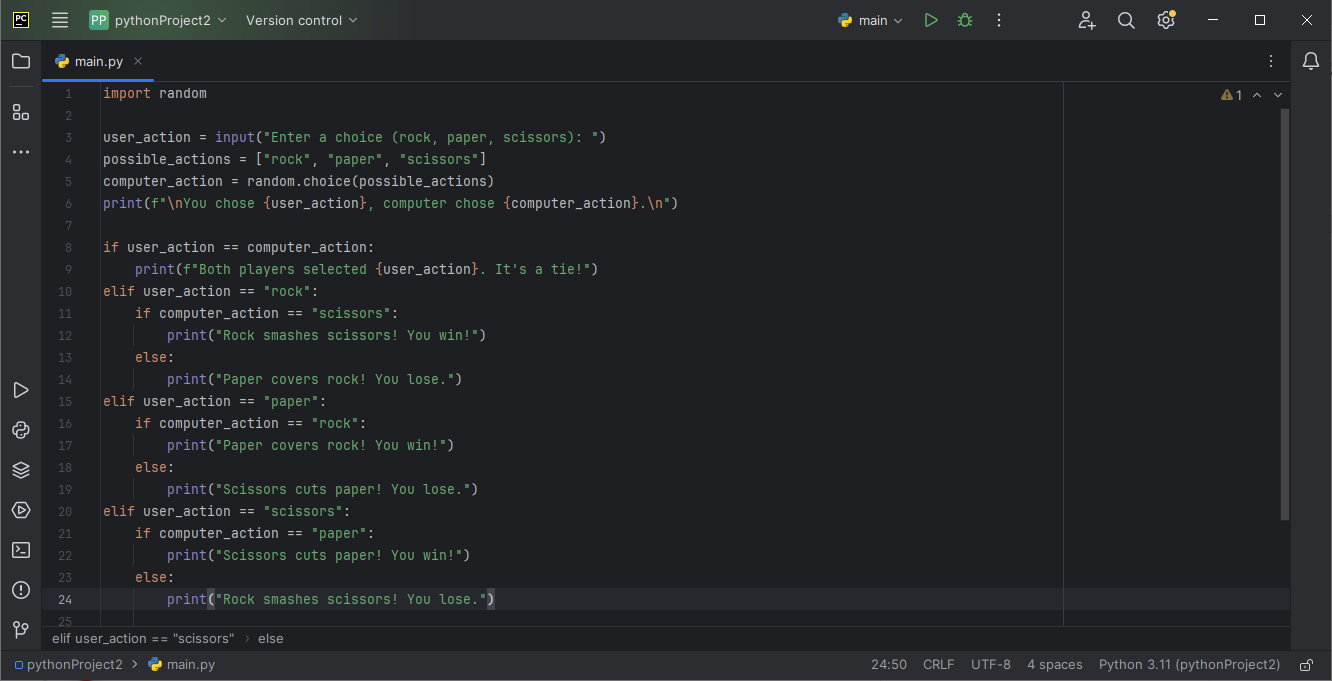 PC PP pythonProject2 Version control main
main.py
1
1 import random
2
3 user_action = input("Enter a choice (rock, paper, scissors): ")
4 possible_actions = ["rock", "paper", "scissors"]
5 computer_action = random.choice(possible_actions)
6 print(f"\nYou chose {user_action}, computer chose {computer_action}.\n")
7
8 if user_action == computer_action:
9     print(f"Both players selected {user_action}. It's a tie!")
10 elif user_action == "rock":
11     if computer_action == "scissors":
12         print("Rock smashes scissors! You win!")
13     else:
14         print("Paper covers rock! You lose.")
15 elif user_action == "paper":
16     if computer_action == "rock":
17         print("Paper covers rock! You win!")
18     else:
19         print("Scissors cuts paper! You lose.")
20 elif user_action == "scissors":
21     if computer_action == "paper":
22         print("Scissors cuts paper! You win!")
23     else:
24         print("Rock smashes scissors! You lose.")
25
elif user_action == "scissors" › else
pythonProject2 > main.py 24:50 CRLF UTF-8 4 spaces Python 3.11 (pythonProject2)